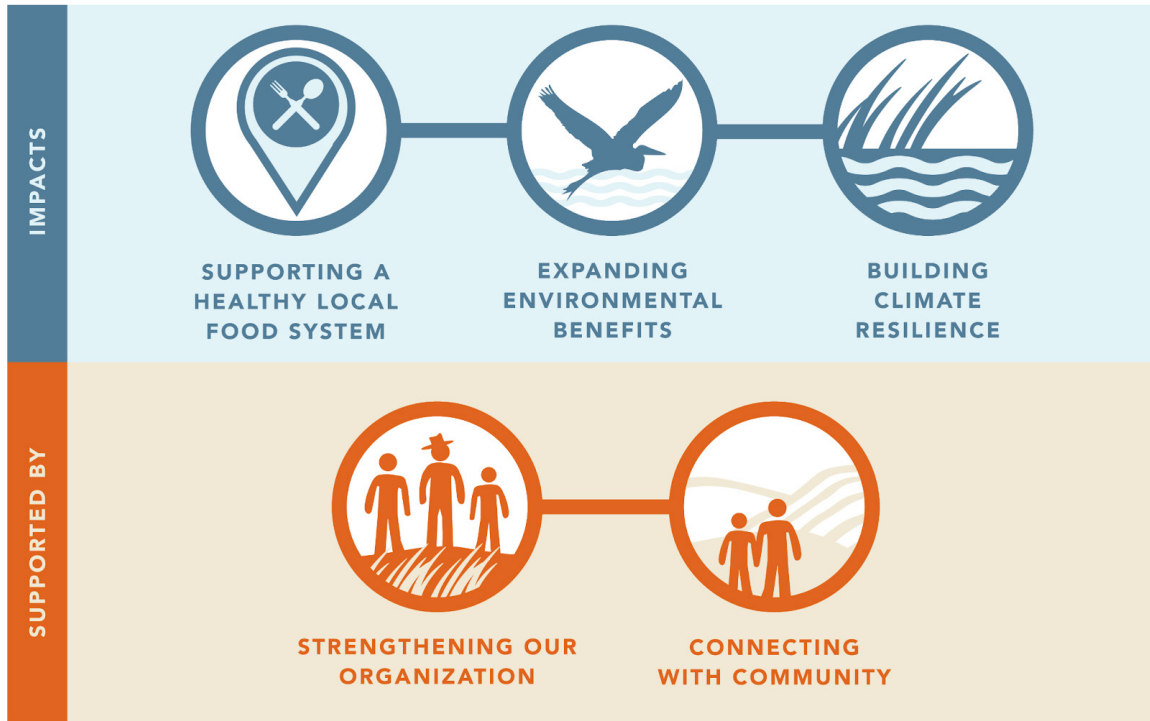 IMPACTS
SUPPORTING A
HEALTHY LOCAL
FOOD SYSTEM
EXPANDING
ENVIRONMENTAL
BENEFITS
BUILDING
CLIMATE
RESILIENCE
SUPPORTED BY
STRENGTHENING OUR
ORGANIZATION
CONNECTING
WITH COMMUNITY